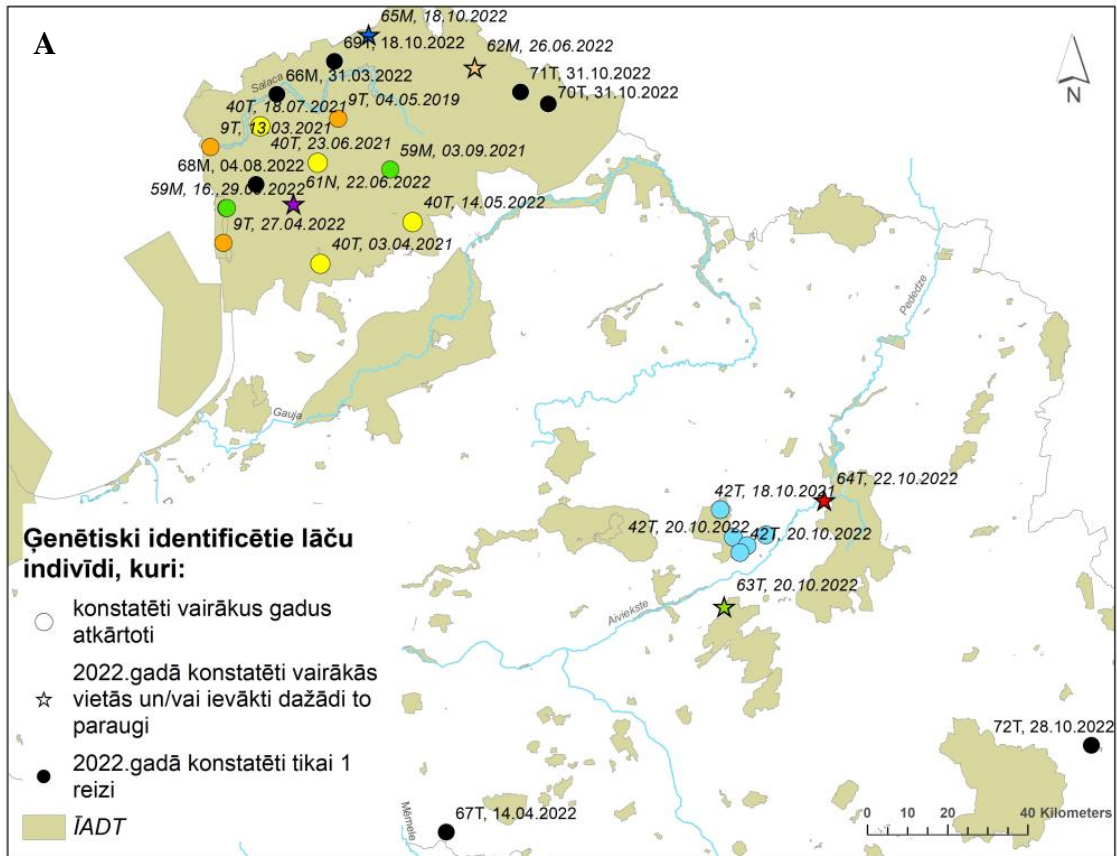 A
65M, 18.10.2022
69T, 18.10.2022
62M, 26.06.2022
66M, 31.03.2022
71T, 31.10.2022
70T, 31.10.2022
Salaca
40T, 18.07.2021
9T, 04.05.2019
9T, 13.03.2021
40T, 23.06.2021
59M, 03.09.2021
68M, 04.08.2022
61N, 22.06.2022
59M, 16.,29.0 .2022
40T, 14.05.2022
9T, 27.04.2022
40T, 03.04.2021
N
Pededze
Gauja
64T, 22.10.2022
42T, 18.10.2021
42T, 20.10.2022
42T, 20.10.2022
63T, 20.10.2022
Aiviekste
72T, 28.10.2022
67T, 14.04.2022
Mēmele
Ģenētiski identificētie lāču
indivīdi, kuri:
konstatēti vairākus gadus
atkārtoti
2022.gadā konstatēti vairākās
vietās un/vai ievākti dažādi to
paraugi
2022.gadā konstatēti tikai 1
reizi
ĪADT
0 10 20 40 Kilometers